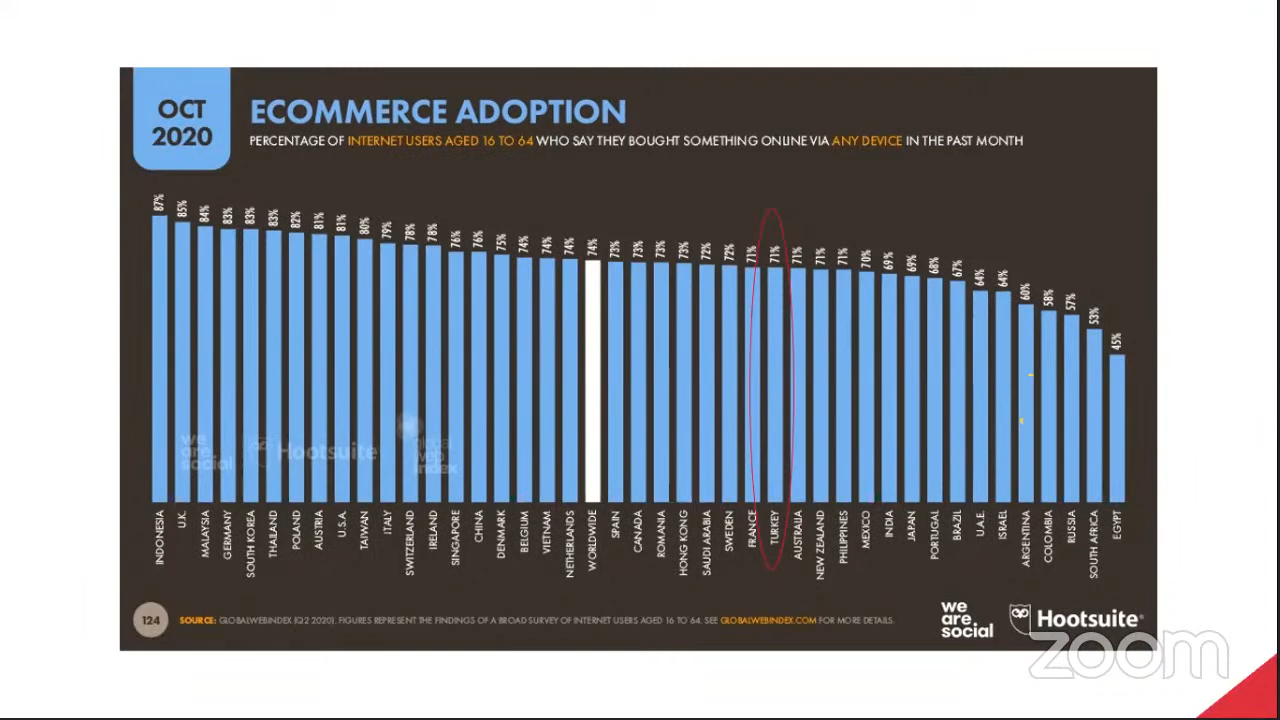 OCT
2020
ECOMMERCE ADOPTION
PERCENTAGE OF INTERNET USERS AGED 16 TO 64 WHO SAY THEY BOUGHT SOMETHING ONLINE VIA ANY DEVICE IN THE PAST MONTH
87% 85% 84% 83% 83% 83% 82% 81% 81% 80% 79% 78% 78% 76% 76% 75% 74% 74% 74% 74% 73% 73% 73% 73% 72% 72% 71% 71% 71% 71% 71% 70% 69% 69% 68% 67% 64% 64% 60% 58% 57% 53% 45%
we are social Hootsuite global web index
INDONESIA U.K. MALAYSIA GERMANY SOUTH KOREA THAILAND POLAND AUSTRIA U.S.A. TAIWAN ITALY SWITZERLAND IRELAND SINGAPORE CHINA DENMARK BELGIUM VIETNAM NETHERLANDS WORLDWIDE SPAIN CANADA ROMANIA HONG KONG SAUDI ARABIA SWEDEN FRANCE TURKEY AUSTRALIA NEW ZEALAND PHILIPPINES MEXICO INDIA JAPAN PORTUGAL BRAZIL U.A.E. ISRAEL ARGENTINA COLOMBIA RUSSIA SOUTH AFRICA EGYPT
124
SOURCE: GLOBALWEBINDEX (Q2 2020). FIGURES REPRESENT THE FINDINGS OF A BROAD SURVEY OF INTERNET USERS AGED 16 TO 64. SEE GLOBALWEBINDEX.COM FOR MORE DETAILS.
we
are
social
Hootsuite®
zoom